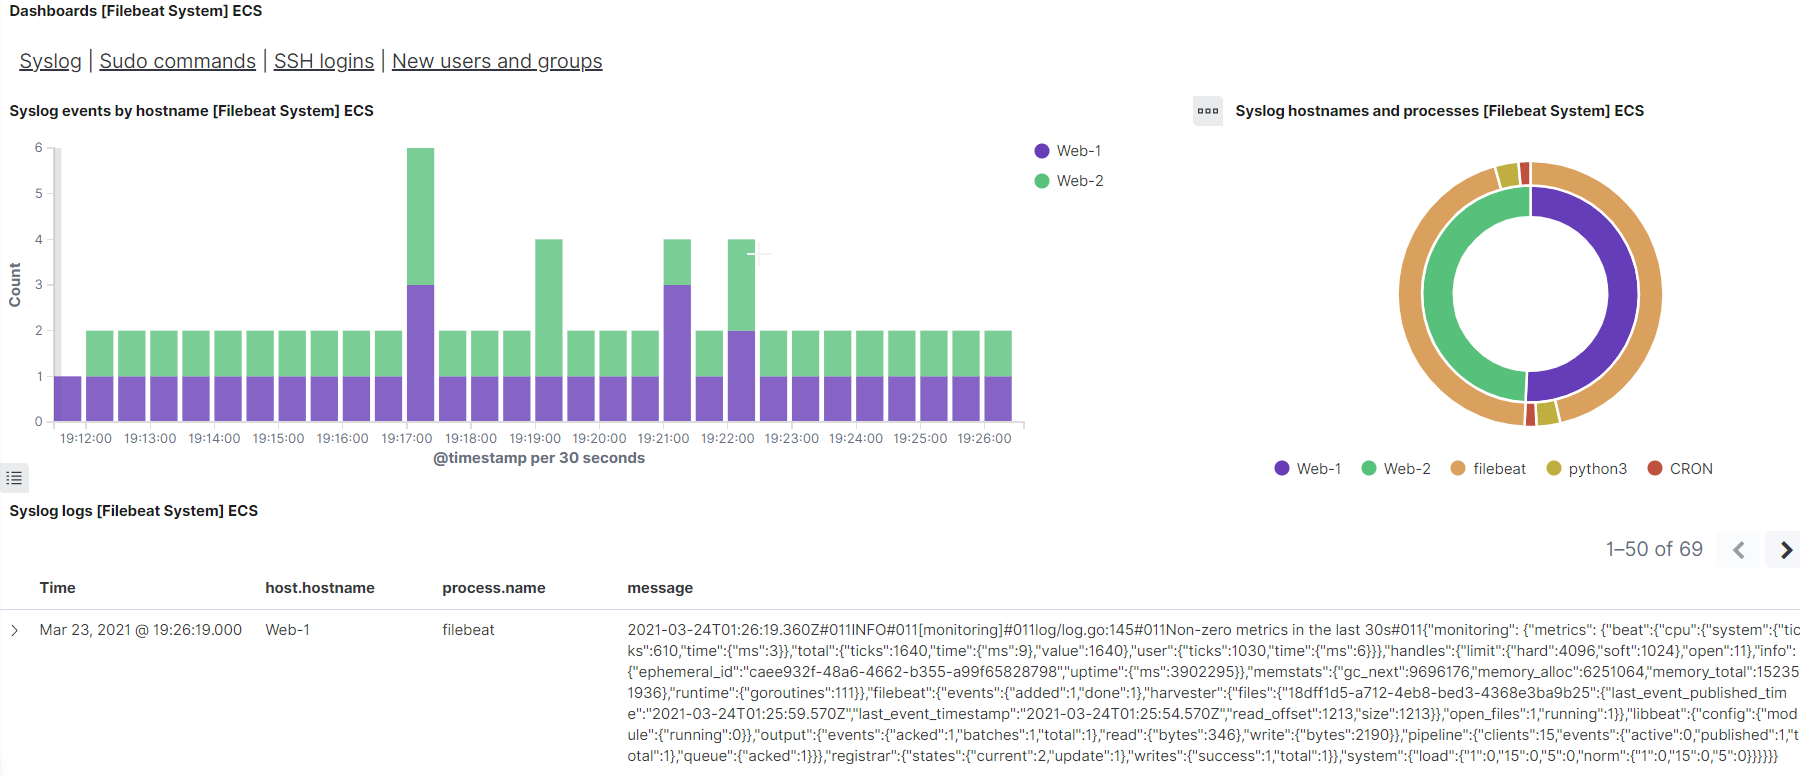 Dashboards [Filebeat System] ECS
Syslog | Sudo commands | SSH logins | New users and groups
Syslog events by hostname [Filebeat System] ECS
6
5
4
3
2
1
0
Count
19:12:00 19:13:00 19:14:00 19:15:00 19:16:00 19:17:00 19:18:00 19:19:00 19:20:00 19:21:00 19:22:00 19:23:00 19:24:00 19:25:00 19:26:00
@timestamp per 30 seconds
Web-1
Web-2
Syslog hostnames and processes [Filebeat System] ECS
Web-1 Web-2 filebeat python3 CRON
Syslog logs [Filebeat System] ECS
1–50 of 69
Time host.hostname process.name message
Mar 23, 2021 @ 19:26:19.000 Web-1 filebeat 2021-03-24T01:26:19.360Z#011INFO#011[monitoring]#011log/log.go:145#011Non-zero metrics in the last 30s#011{"monitoring": {"metrics": {"beat":{"cpu":{"system":{"tic
ks":610,"time":{"ms":3}},"total":{"ticks":1640,"time":{"ms":9},"value":1640},"user":{"ticks":1030,"time":{"ms":6}}},"handles":{"limit":{"hard":4096,"soft":1024},"open":11},"info":
{"ephemeral_id":"caee932f-48a6-4662-b355-a99f65828798","uptime":{"ms":3902295}},"memstats":{"gc_next":9696176,"memory_alloc":6251064,"memory_total":15235
1936},"runtime":{"goroutines":111}},"filebeat":{"events":{"added":1,"done":1},"harvester":{"files":{"18dff1d5-a712-4eb8-bed3-4368e3ba9b25":{"last_event_published_tim
e":"2021-03-24T01:25:59.570Z","last_event_timestamp":"2021-03-24T01:25:54.570Z","read_offset":1213,"size":1213}},"open_files":1,"running":1}},"libbeat":{"config":{"mod
ule":{"running":0}},"output":{"events":{"acked":1,"batches":1,"total":1},"read":{"bytes":346},"write":{"bytes":2190}},"pipeline":{"clients":15,"events":{"active":0,"published":1,"t
otal":1},"queue":{"acked":1}}},"registrar":{"states":{"current":2,"update":1},"writes":{"success":1,"total":1}},"system":{"load":{"1":0,"15":0,"5":0,"norm":{"1":0,"15":0,"5":0}}}}}}